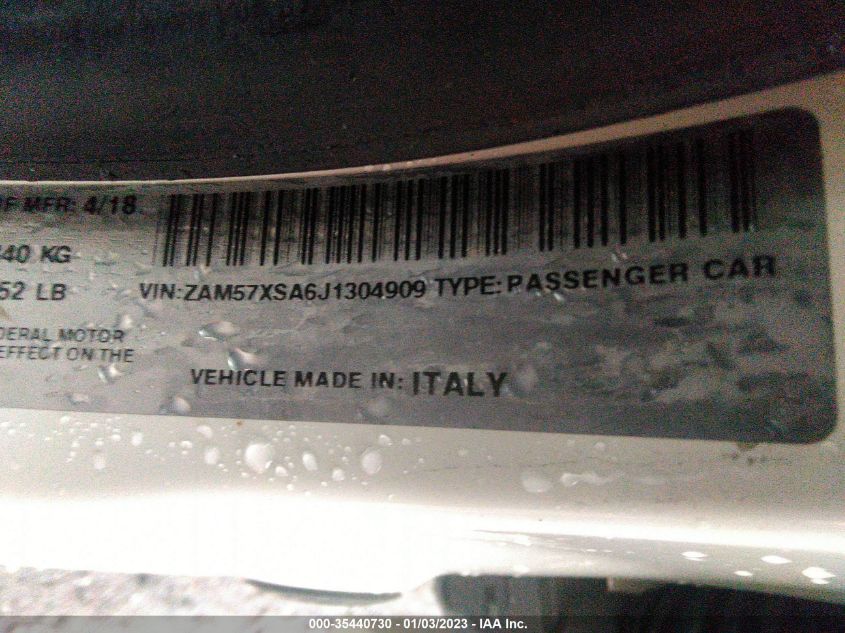 MFR: 4/18
40 KG
52 LB
VIN:ZAM57XSA6J1304909 TYPE:PASSENGER CAR
DERAL MOTOR
EFFECT ON THE
VEHICLE MADE IN: ITALY
000-35440730 - 01/03/2023 - IAA Inc.